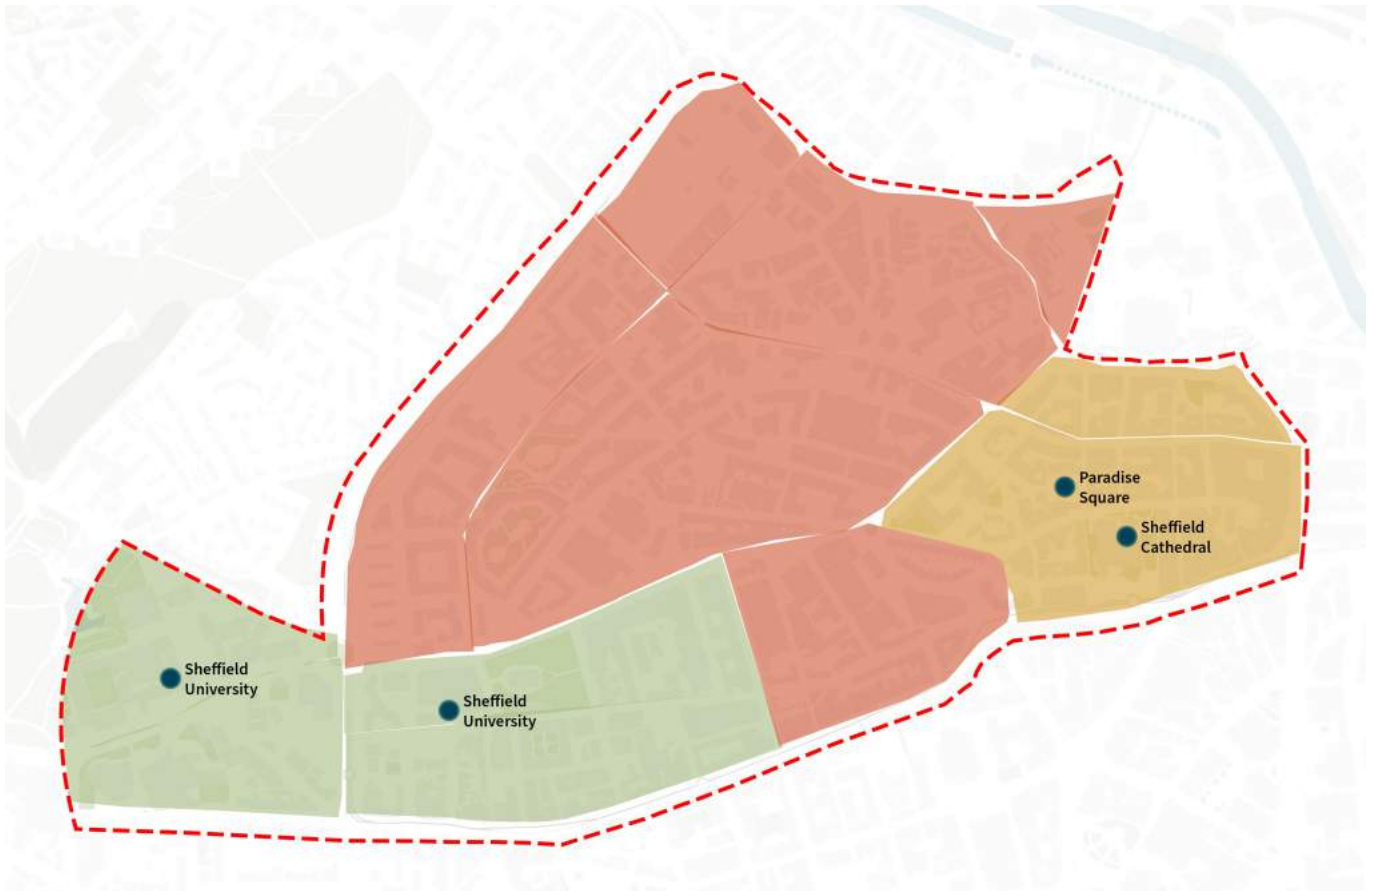 Paradise
Square
Sheffield
Cathedral
Sheffield
University
Sheffield
University